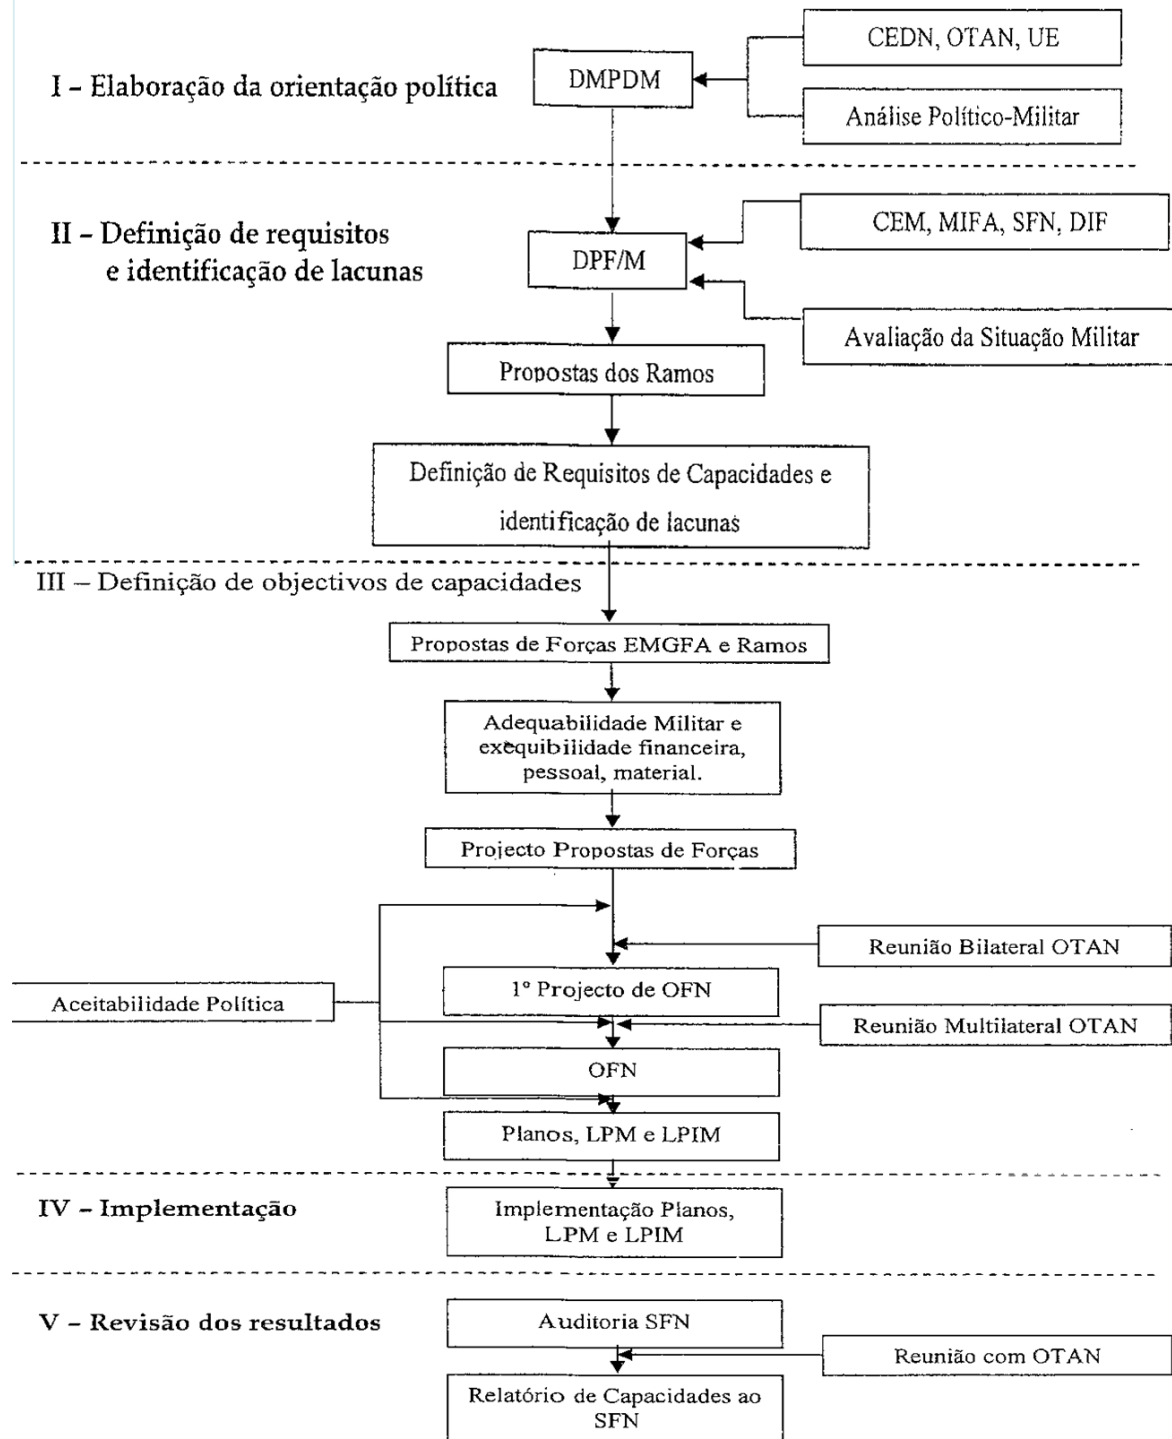 CEDN, OTAN, UE
I – Elaboração da orientação política
DMPDM
Análise Político-Militar
II – Definição de requisitos
e identificação de lacunas
CEM, MIFA, SFN, DIF
DPF/M
Avaliação da Situação Militar
Propostas dos Ramos
Definição de Requisitos de Capacidades e
identificação de lacunas
III – Definição de objectivos de capacidades
Propostas de Forças EMGFA e Ramos
Adequabilidade Militar e
exequibilidade financeira,
pessoal, material.
Projecto Propostas de Forças
Reunião Bilateral OTAN
1º Projecto de OFN
Aceitabilidade Política
Reunião Multilateral OTAN
OFN
Planos, LPM e LPIM
IV – Implementação
Implementação Planos,
LPM e LPIM
V – Revisão dos resultados
Auditoria SFN
Reunião com OTAN
Relatório de Capacidades ao
SFN